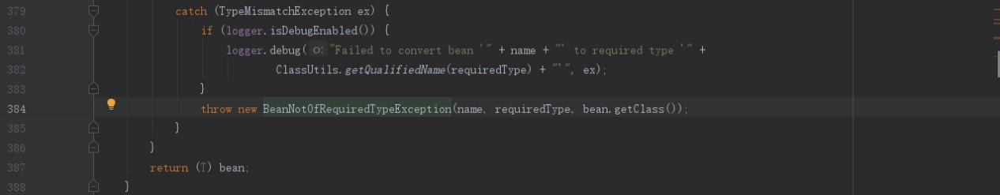 379 catch (TypeMismatchException ex) {
380 if (logger.isDebugEnabled()) {
381 logger.debug( o: "Failed to convert bean '" + name + "' to required type '" +
382 ClassUtils.getQualifiedName(requiredType) + "'", ex);
383 }
384 throw new BeanNotOfRequiredTypeException(name, requiredType, bean.getClass());
385 }
386 }
387 return (T) bean;
388 }